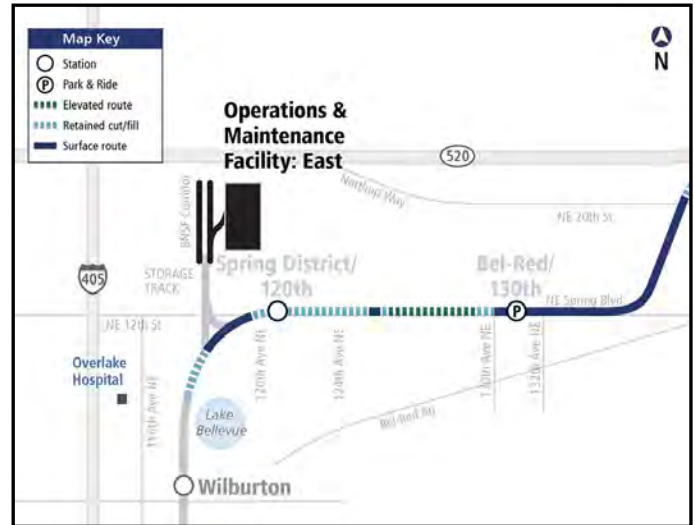 Map Key
Station
P Park & Ride
Elevated route
Retained cut/fill
Surface route
N
Operations &
Maintenance
Facility: East
520
Northup Way
NE 20th St
BNSF Corridor
405
STORAGE
TRACK
Spring District/
120th
Bel-Red/
130th
NE Spring Blvd
P
NE 12th St
120th Ave NE
124th Ave NE
130th Ave NE
132th Ave NE
Overlake
Hospital
116th Ave NE
Lake
Bellevue
Bel-Red Rd
Wilburton